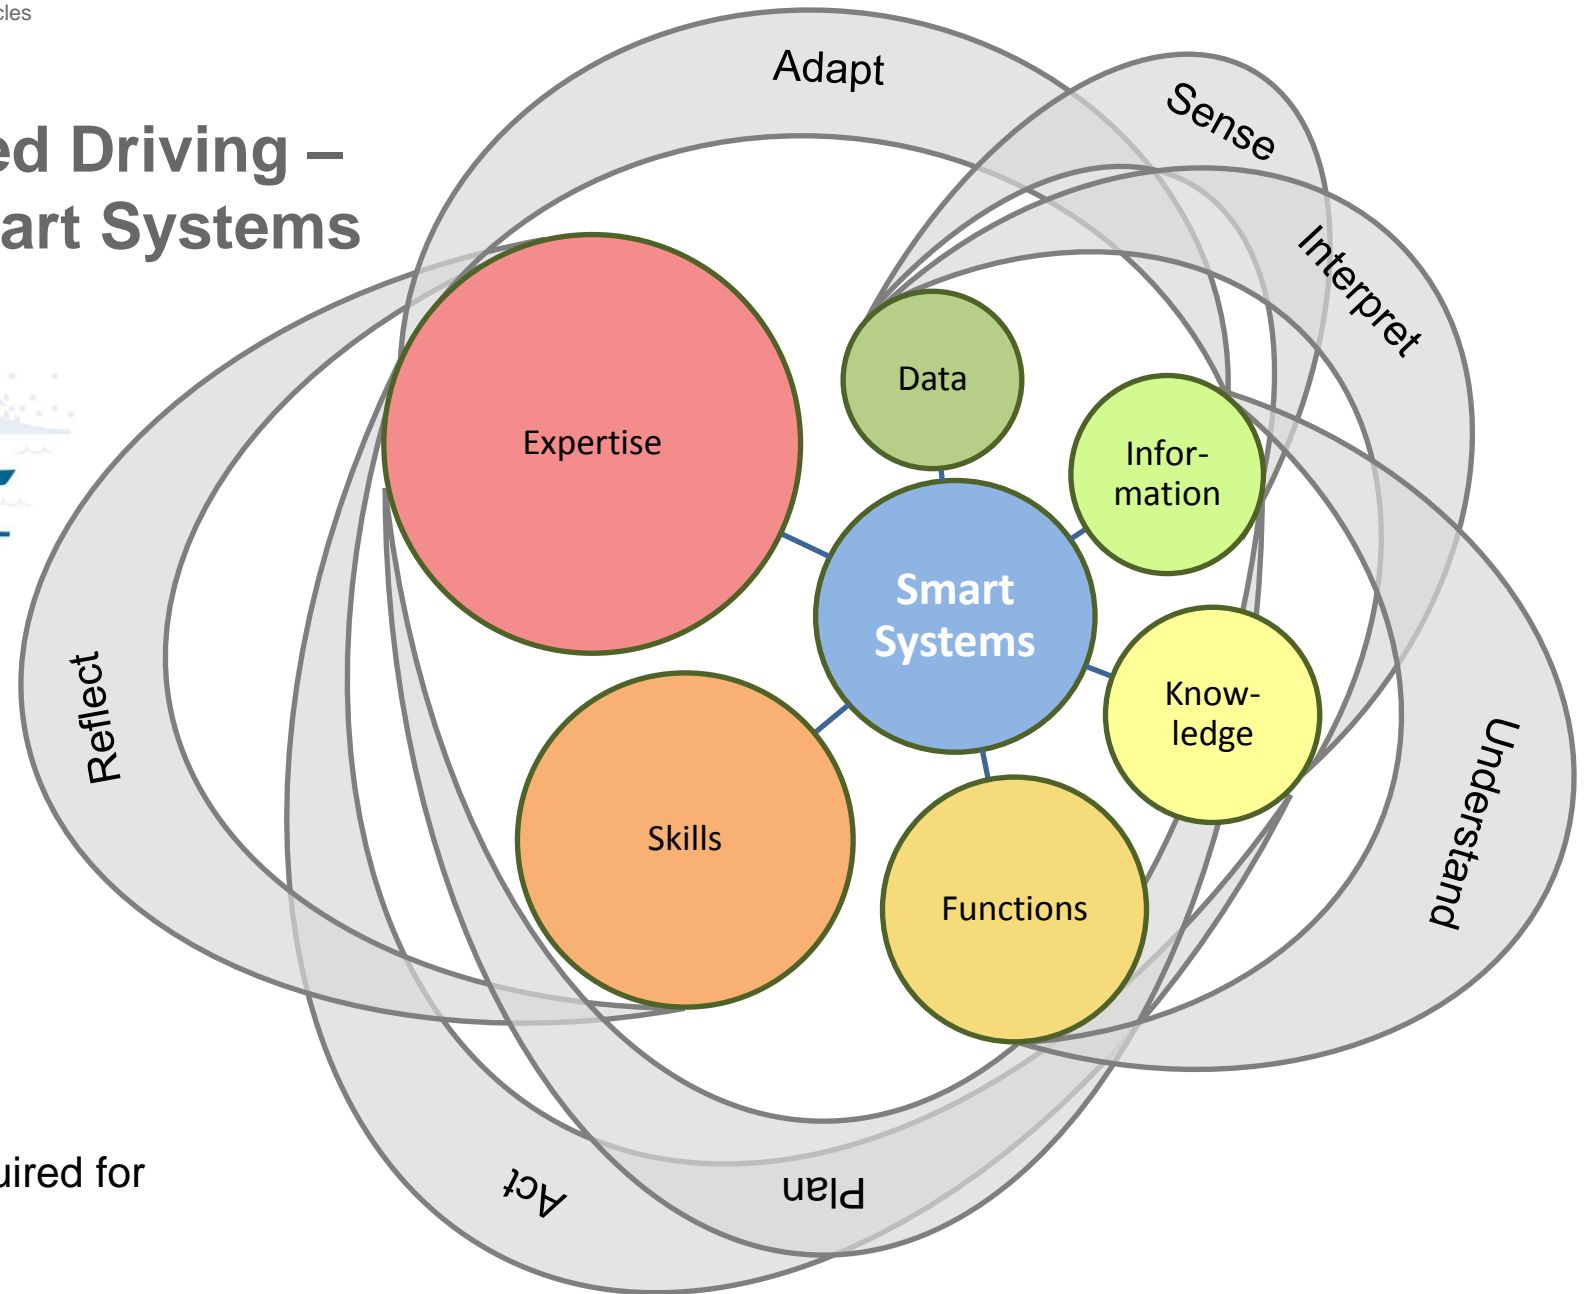 cles
ed Driving –
art Systems
Adapt
Sense
Interpret
Data
Expertise
Infor-
mation
Smart
Systems
Know-
ledge
Reflect
Understand
Skills
Functions
uired for
Act
Plan